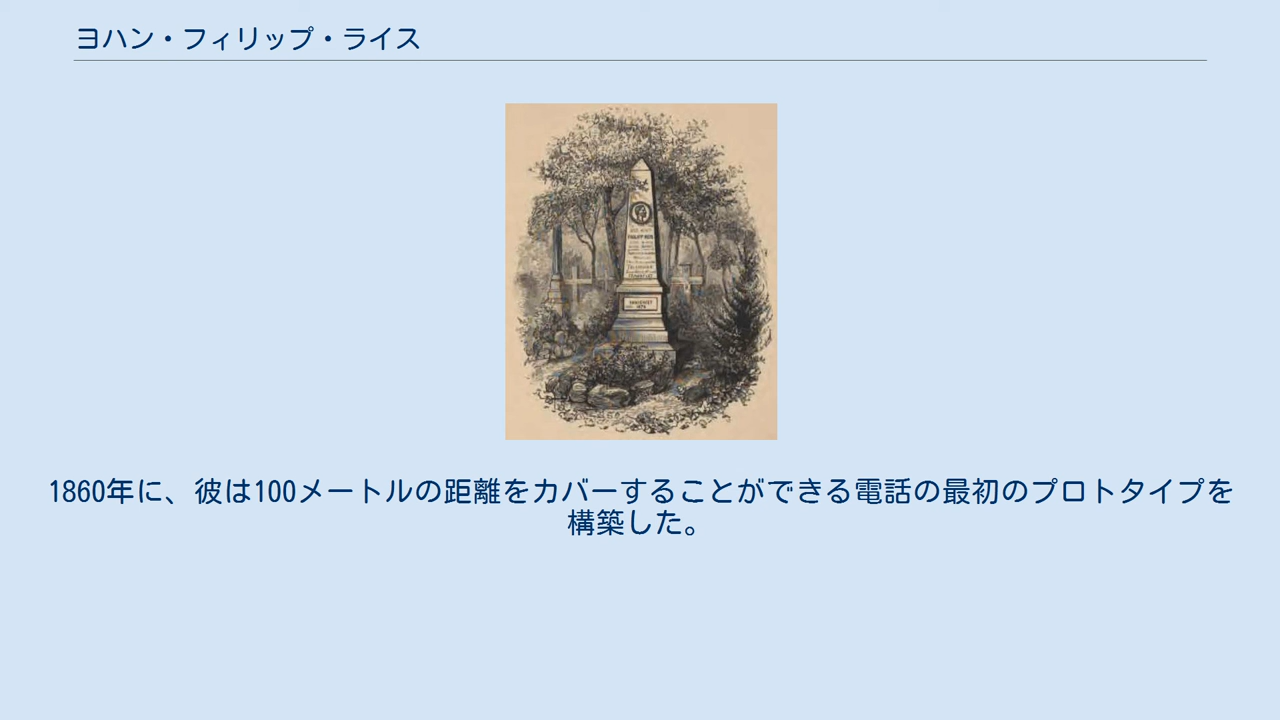 ヨハン・フィリップ・ライス
1860年に、彼は100メートルの距離をカバーすることができる電話の最初のプロトタイプを
構築した。